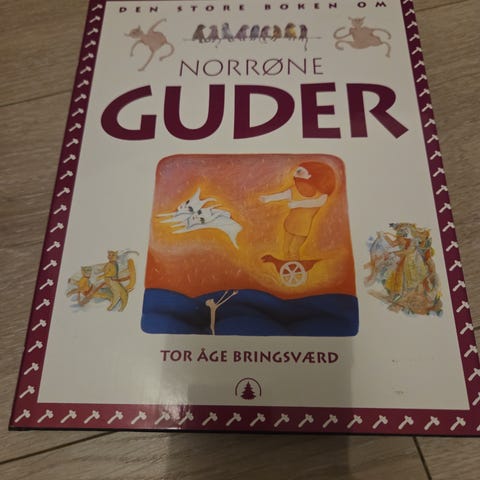 DEN STORE BOKEN OM
NORRØNE
GUDER
TOR ÅGE BRINGSVÆRD